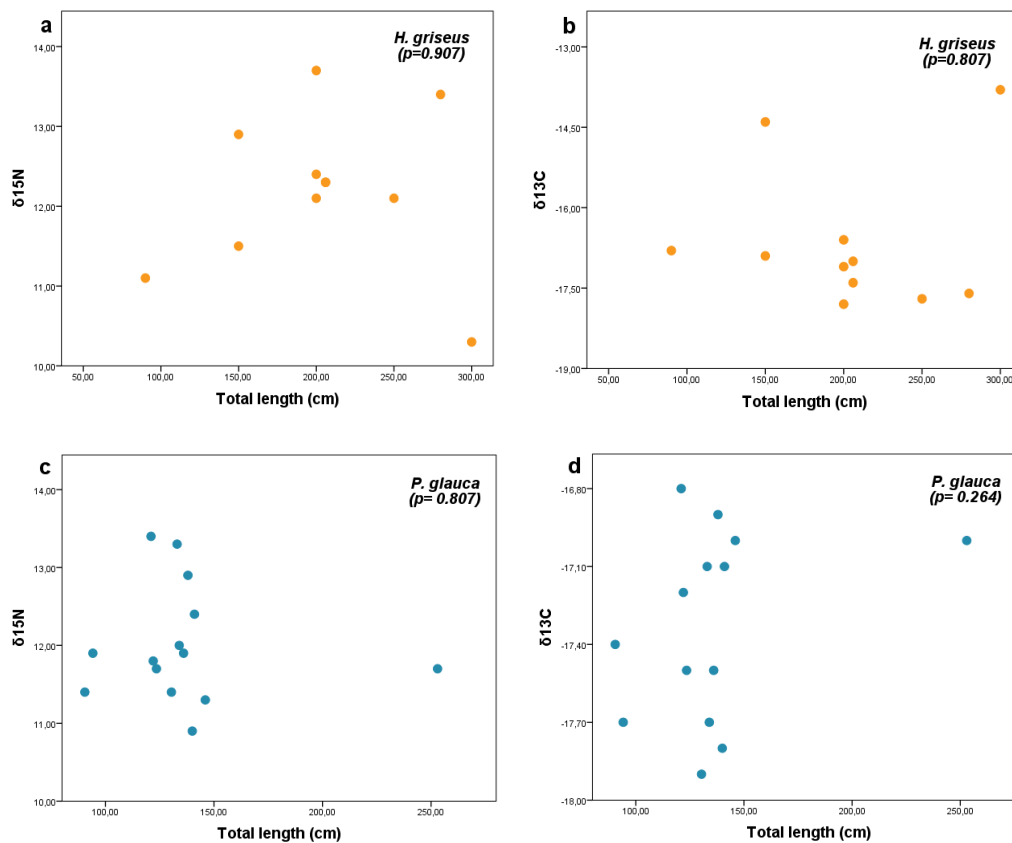 a
H. griseus
(p=0.907)
14,00
13,00
12,00
11,00
10,00
δ15N
50,00 100,00 150,00 200,00 250,00 300,00
Total length (cm)
b
H. griseus
(p=0.807)
-13,00
-14,50
-16,00
-17,50
-19,00
δ13C
50,00 100,00 150,00 200,00 250,00 300,00
Total length (cm)
c
P. glauca
(p= 0.807)
14,00
13,00
12,00
11,00
10,00
δ15N
100,00 150,00 200,00 250,00
Total length (cm)
d
P. glauca
(p= 0.264)
-16,80
-17,10
-17,40
-17,70
-18,00
δ13C
100,00 150,00 200,00 250,00
Total length (cm)